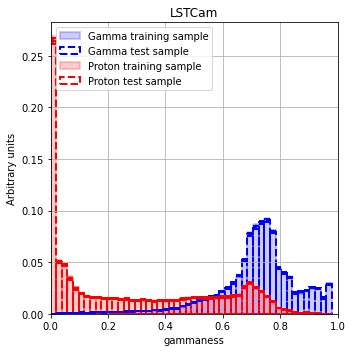 LSTCam
Gamma training sample
Gamma test sample
Proton training sample
Proton test sample
Arbitrary units
0.25
0.20
0.15
0.10
0.05
0.00
0.0 0.2 0.4 0.6 0.8 1.0
gammaness